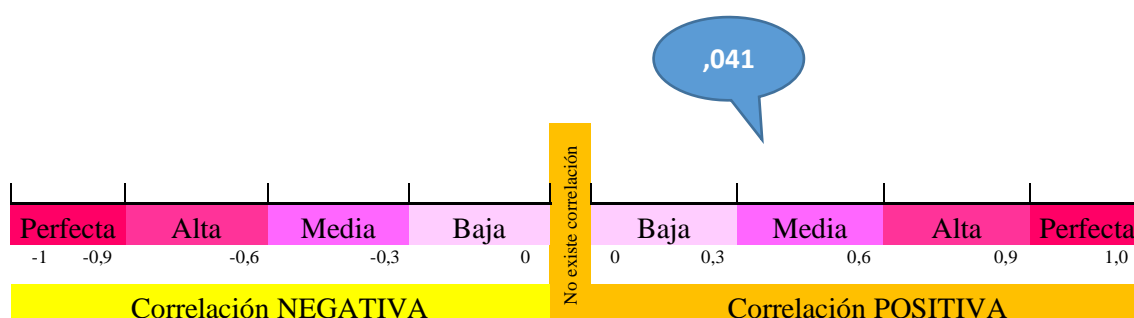 ,041
No existe correlación
Perfecta Alta Media Baja Baja Media Alta Perfecta
-1 -0,9 -0,6 -0,3 0 0 0,3 0,6 0,9 1,0
Correlación NEGATIVA Correlación POSITIVA